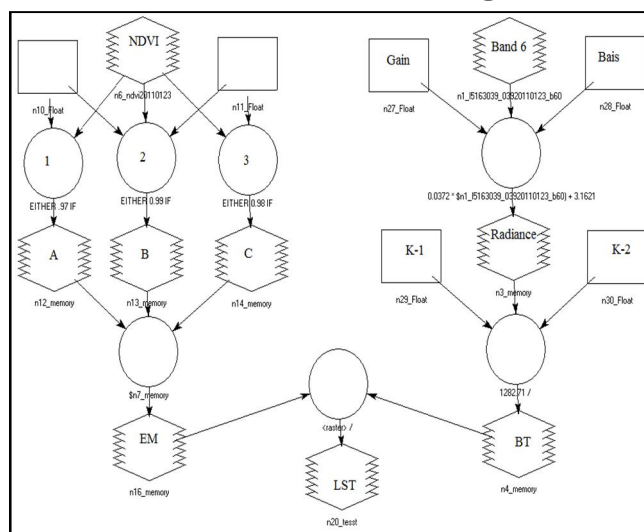 NDVI
Band 6
Gain
Bais
n6_ndvi20110123
n1_l5163039_03920110123_b60
n10_Float
n11_Float
n27_Float
n28_Float
1
2
3
EITHER .97 IF
EITHER 0.99 IF
EITHER 0.98 IF
0.0372 * $n1_l5163039_03920110123_b60) + 3.1621
A
B
C
Radiance
K-1
K-2
n12_memory
n13_memory
n14_memory
n3_memory
n29_Float
n30_Float
$n7_memory
1282.71 /
<raster> /
EM
BT
LST
n16_memory
n4_memory
n20_tesst